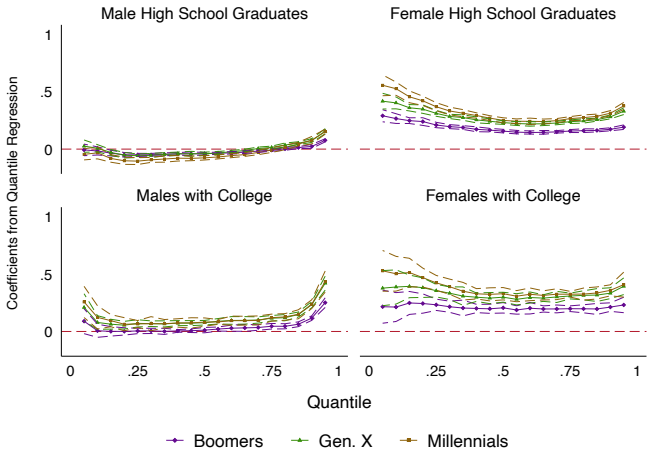 Male High School Graduates
Female High School Graduates
1
.5
0
Males with College
Females with College
1
.5
0
0 .25 .5 .75 1
0 .25 .5 .75 1
Coefficients from Quantile Regression
Quantile
Boomers Gen. X Millennials